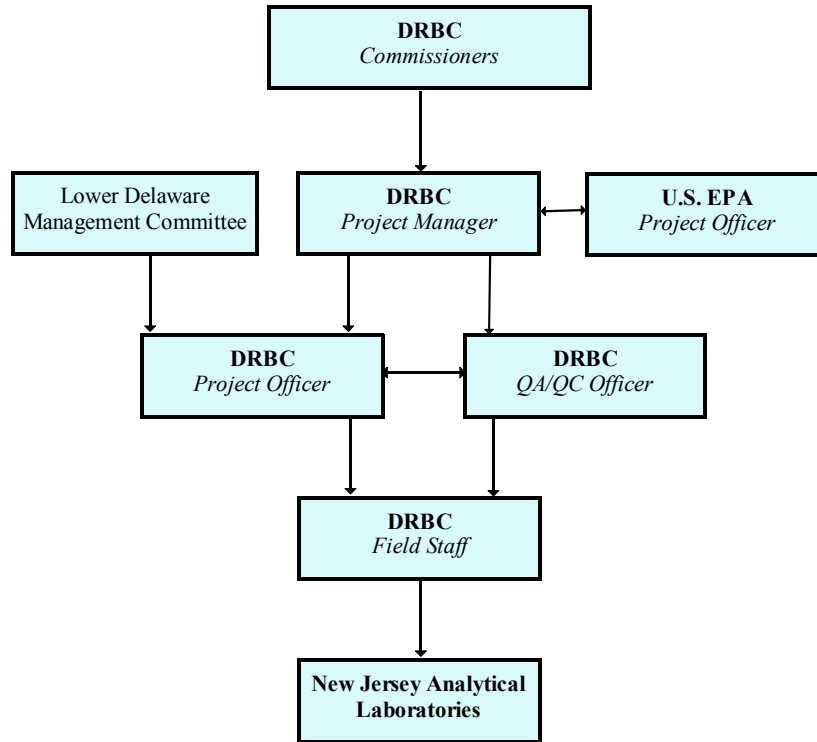 DRBC
Commissioners
Lower Delaware
Management Committee
DRBC
Project Manager
U.S. EPA
Project Officer
DRBC
Project Officer
DRBC
QA/QC Officer
DRBC
Field Staff
New Jersey Analytical
Laboratories